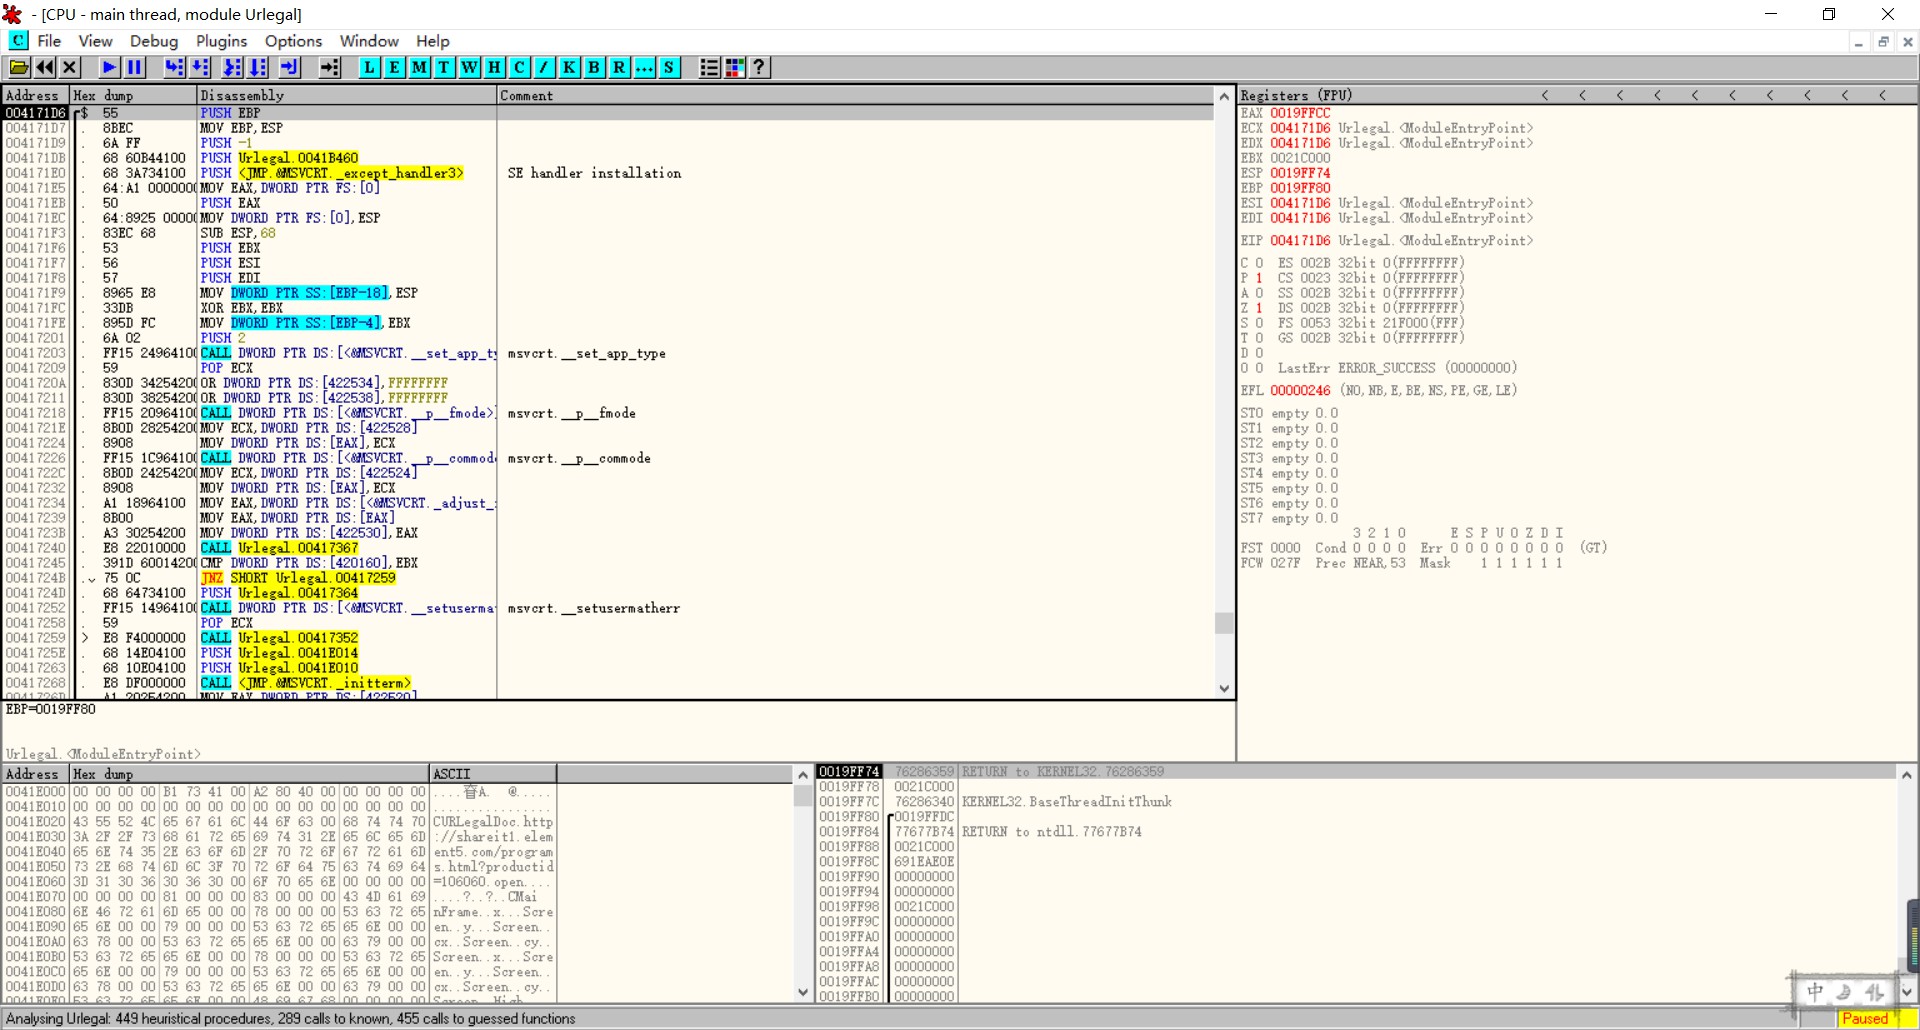 - [CPU - main thread, module Urlegal]
C File View Debug Plugins Options Window Help
L E M T W H C / K B R ... S ?
Address Hex dump Disassembly Comment
004171D6 $ 55 PUSH EBP
004171D7 . 8BEC MOV EBP,ESP
004171D9 . 6A FF PUSH -1
004171DB . 68 60B44100 PUSH Urlegal.0041B460
004171E0 . 68 3A734100 PUSH <JMP.&MSVCRT._except_handler3> SE handler installation
004171E5 . 64:A1 0000000 MOV EAX,DWORD PTR FS:[0]
004171EB . 50 PUSH EAX
004171EC . 64:8925 00000 MOV DWORD PTR FS:[0],ESP
004171F3 . 83EC 68 SUB ESP,68
004171F6 . 53 PUSH EBX
004171F7 . 56 PUSH ESI
004171F8 . 57 PUSH EDI
004171F9 . 8965 E8 MOV DWORD PTR SS:[EBP-18],ESP
004171FC . 33DB XOR EBX,EBX
004171FE . 895D FC MOV DWORD PTR SS:[EBP-4],EBX
00417201 . 6A 02 PUSH 2
00417203 . FF15 24964100 CALL DWORD PTR DS:[<&MSVCRT.__set_app_ty msvcrt.__set_app_type
00417209 . 59 POP ECX
0041720A . 830D 34254200 OR DWORD PTR DS:[422534],FFFFFFFF
00417211 . 830D 38254200 OR DWORD PTR DS:[422538],FFFFFFFF
00417218 . FF15 20964100 CALL DWORD PTR DS:[<&MSVCRT.__p__fmode>] msvcrt.__p__fmode
0041721E . 8B0D 28254200 MOV ECX,DWORD PTR DS:[422528]
00417224 . 8908 MOV DWORD PTR DS:[EAX],ECX
00417226 . FF15 1C964100 CALL DWORD PTR DS:[<&MSVCRT.__p__commode msvcrt.__p__commode
0041722C . 8B0D 24254200 MOV ECX,DWORD PTR DS:[422524]
00417232 . 8908 MOV DWORD PTR DS:[EAX],ECX
00417234 . A1 18964100 MOV EAX,DWORD PTR DS:[<&MSVCRT._adjust_
00417239 . 8B00 MOV EAX,DWORD PTR DS:[EAX]
0041723B . A3 30254200 MOV DWORD PTR DS:[422530],EAX
00417240 . E8 22010000 CALL Urlegal.00417367
00417245 . 391D 60014200 CMP DWORD PTR DS:[420160],EBX
0041724B . 75 0C JNZ SHORT Urlegal.00417259
0041724D . 68 64734100 PUSH Urlegal.00417364
00417252 . FF15 14964100 CALL DWORD PTR DS:[<&MSVCRT.__setusermat msvcrt.__setusermatherr
00417258 . 59 POP ECX
00417259 > E8 F4000000 CALL Urlegal.00417352
0041725E . 68 14E04100 PUSH Urlegal.0041E014
00417263 . 68 10E04100 PUSH Urlegal.0041E010
00417268 . E8 DF000000 CALL <JMP.&MSVCRT._initterm>
0041726D . A1 20254200 MOV EAX,DWORD PTR DS:[422520]
EBP=0019FF80
Urlegal.<ModuleEntryPoint>
Registers (FPU) < < < < < < < < < <
EAX 0019FFCC
ECX 004171D6 Urlegal.<ModuleEntryPoint>
EDX 004171D6 Urlegal.<ModuleEntryPoint>
EBX 0021C000
ESP 0019FF74
EBP 0019FF80
ESI 004171D6 Urlegal.<ModuleEntryPoint>
EDI 004171D6 Urlegal.<ModuleEntryPoint>
EIP 004171D6 Urlegal.<ModuleEntryPoint>
C 0 ES 002B 32bit 0(FFFFFFFF)
P 1 CS 0023 32bit 0(FFFFFFFF)
A 0 SS 002B 32bit 0(FFFFFFFF)
Z 1 DS 002B 32bit 0(FFFFFFFF)
S 0 FS 0053 32bit 21F000(FFF)
T 0 GS 002B 32bit 0(FFFFFFFF)
D 0
O 0 LastErr ERROR_SUCCESS (00000000)
EFL 00000246 (NO,NB,E,BE,NS,PE,GE,LE)
ST0 empty 0.0
ST1 empty 0.0
ST2 empty 0.0
ST3 empty 0.0
ST4 empty 0.0
ST5 empty 0.0
ST6 empty 0.0
ST7 empty 0.0
3 2 1 0 E S P U O Z D I
FST 0000 Cond 0 0 0 0 Err 0 0 0 0 0 0 0 0 (GT)
FCW 027F Prec NEAR,53 Mask 1 1 1 1 1 1
Address Hex dump ASCII
0041E000 00 00 00 00 B1 73 41 00 A2 80 40 00 00 00 00 00
0041E010 00 00 00 00 00 00 00 00 00 00 00 00 00 00 00 00 ................
0041E020 43 55 52 4C 65 67 61 6C 44 6F 63 00 68 74 74 70 CURLegalDoc.http
0041E030 3A 2F 2F 73 68 61 72 65 69 74 31 2E 65 6C 65 6D ://shareit1.elem
0041E040 65 6E 74 35 2E 63 6F 6D 2F 70 72 6F 67 72 61 6D ent5.com/program
0041E050 73 2E 68 74 6D 6C 3F 70 72 6F 64 75 63 74 69 64 s.html?productid
0041E060 3D 31 30 36 30 36 30 00 6F 70 65 6E 00 00 00 00 =106060.open....
0041E070 00 00 00 00 81 00 00 00 83 00 00 00 43 4D 61 69 ....?..?..CMai
0041E080 6E 46 72 61 6D 65 00 00 78 00 00 00 53 63 72 65 nFrame..x...Scre
0041E090 65 6E 00 00 79 00 00 00 53 63 72 65 65 6E 00 00 en..y...Screen..
0041E0A0 63 78 00 00 53 63 72 65 65 6E 00 00 63 79 00 00 cx..Screen..cy..
0041E0B0 53 63 72 65 65 6E 00 00 78 00 00 00 53 63 72 65 Screen..x...Scre
0041E0C0 65 6E 00 00 79 00 00 00 53 63 72 65 65 6E 00 00 en..y...Screen..
0041E0D0 63 78 00 00 53 63 72 65 65 6E 00 00 63 79 00 00 cx..Screen..cy..
0019FF74 76286359 RETURN to KERNEL32.76286359
0019FF78 0021C000
0019FF7C 76286340 KERNEL32.BaseThreadInitThunk
0019FF80 0019FFDC
0019FF84 77677B74 RETURN to ntdll.77677B74
0019FF88 0021C000
0019FF8C 691EAE0E
0019FF90 00000000
0019FF94 00000000
0019FF98 0021C000
0019FF9C 00000000
0019FFA0 00000000
0019FFA4 00000000
0019FFA8 00000000
0019FFAC 00000000
0019FFB0 00000000
中
Analysing Urlegal: 449 heuristical procedures, 289 calls to known, 455 calls to guessed functions
Paused